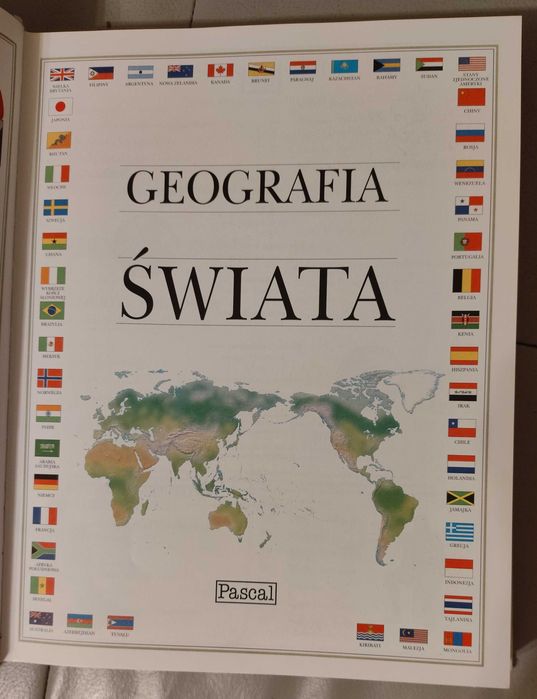 WIELKA
BRYTANIA
FILIPINY
ARGENTYNA
NOWA ZELANDIA
KANADA
BRUNEI
PARAGWAJ
KAZACHSTAN
BAHAMY
SUDAN
STANY
ZJEDNOCZONE
AMERYKI
JAPONIA
CHINY
BHUTAN
ROSJA
WŁOCHY
WENEZUELA
SZWECJA
PANAMA
GEOGRAFIA
ŚWIATA
GHANA
PORTUGALIA
WYBRZEŻE
KOŚCI
SŁONIOWEJ
BELGIA
BRAZYLIA
KENIA
MEKSYK
HISZPANIA
NORWEGIA
IRAK
INDIE
CHILE
ARABIA
SAUDYJSKA
HOLANDIA
NIEMCY
JAMAJKA
FRANCJA
GRECJA
AFRYKA
POŁUDNIOWA
INDONEZJA
SENEGAL
TAJLANDIA
AUSTRALIA
AZERBEJDŻAN
TUVALU
Pascal
KIRIBATI
MALEZJA
MONGOLIA